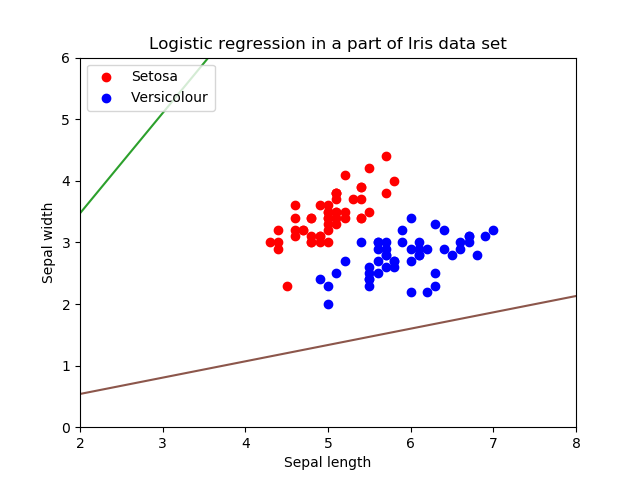 Logistic regression in a part of Iris data set
Setosa
Versicolour
Sepal width
6
5
4
3
2
1
0
2 3 4 5 6 7 8
Sepal length